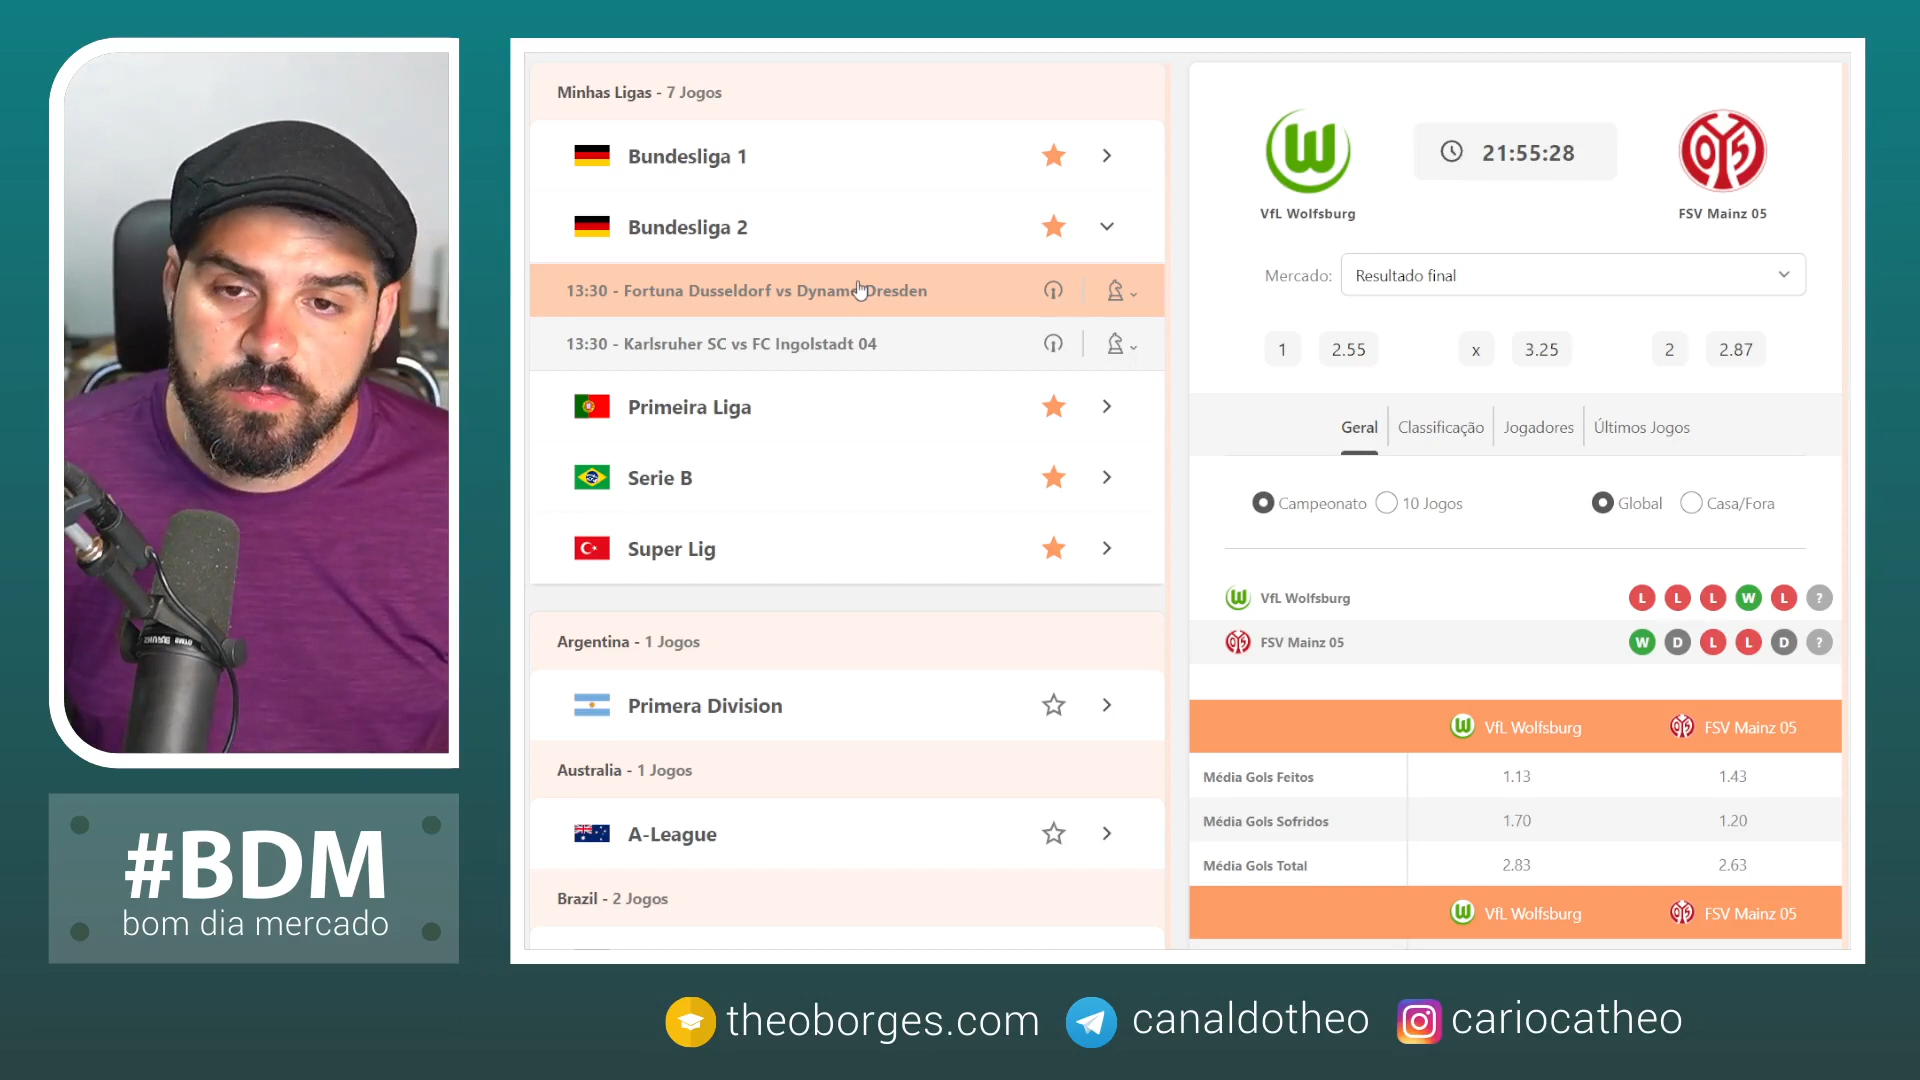 Minhas Ligas - 7 Jogos
Bundesliga 1
Bundesliga 2
13:30 - Fortuna Dusseldorf vs Dynamo Dresden
13:30 - Karlsruher SC vs FC Ingolstadt 04
Primeira Liga
Serie B
Super Lig
Argentina - 1 Jogos
Primera Division
Australia - 1 Jogos
A-League
Brazil - 2 Jogos
21:55:28
VfL Wolfsburg
FSV Mainz 05
Mercado: Resultado final
1 2.55 x 3.25 2 2.87
Geral Classificação Jogadores Últimos Jogos
Campeonato 10 Jogos Global Casa/Fora
VfL Wolfsburg L L L W L ?
FSV Mainz 05 W D L L D ?
VfL Wolfsburg FSV Mainz 05
Média Gols Feitos 1.13 1.43
Média Gols Sofridos 1.70 1.20
Média Gols Total 2.83 2.63
VfL Wolfsburg FSV Mainz 05
#BDM
bom dia mercado
theoborges.com canaldotheo cariocatheo